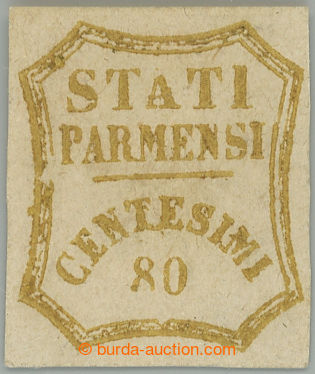 STATI
PARMENSI
CENTESIMI
80
burda-auction.com